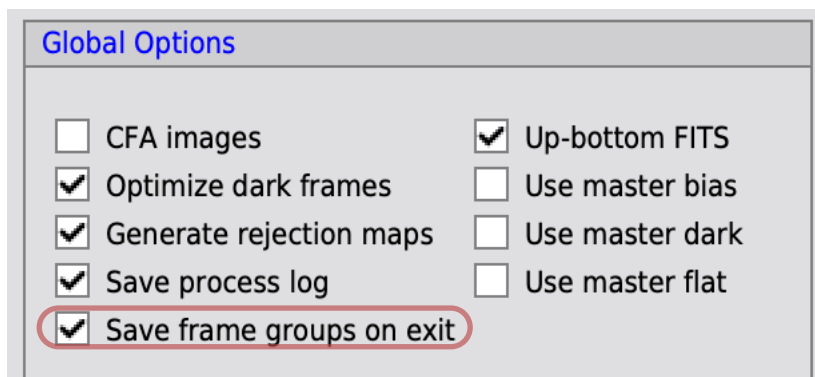 Global Options
CFA images
Optimize dark frames
Generate rejection maps
Save process log
Save frame groups on exit
Up-bottom FITS
Use master bias
Use master dark
Use master flat